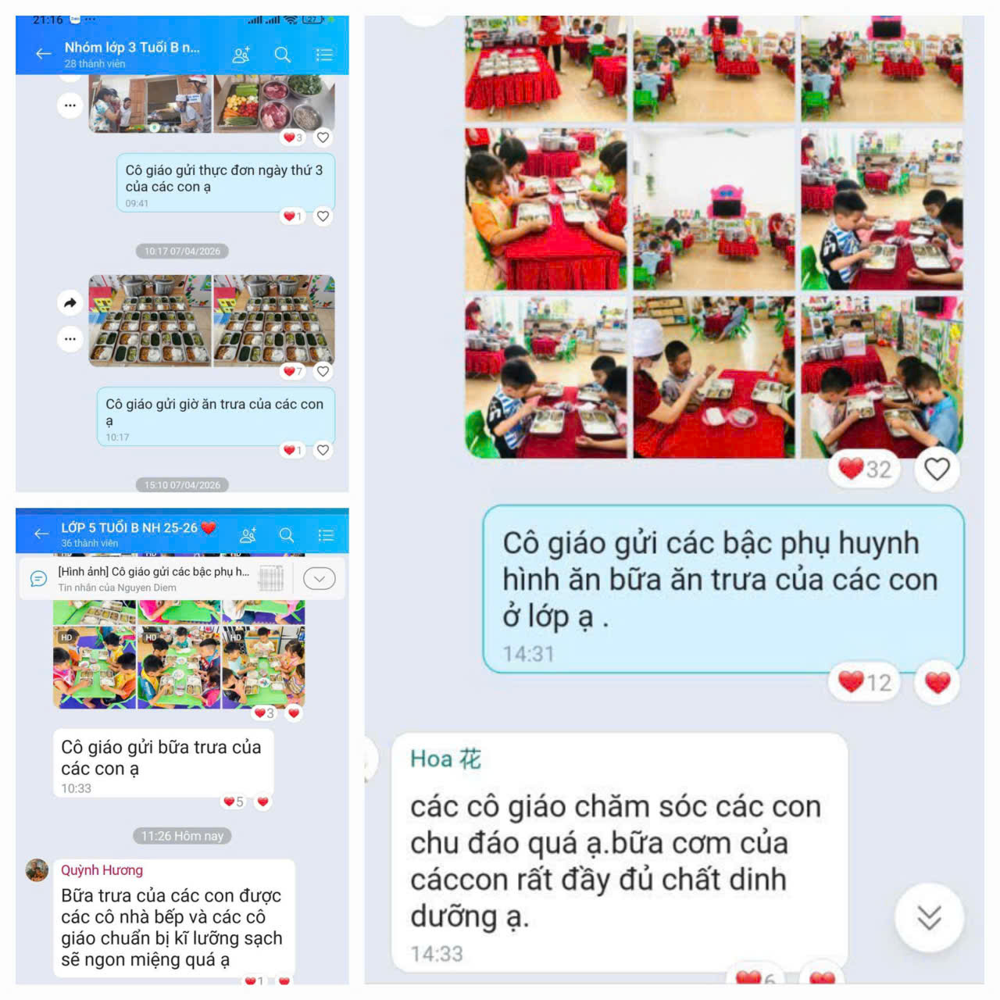 21:16
27
Nhóm lớp 3 Tuổi B n...
28 thành viên
3
Cô giáo gửi thực đơn ngày thứ 3
của các con ạ
09:41
1
10:17 07/04/2026
7
Cô giáo gửi giờ ăn trưa của các con
ạ
10:17
1
15:10 07/04/2026
LỚP 5 TUỔI B NH 25-26
36 thành viên
HD
HD
[Hình ảnh] Cô giáo gửi các bậc phụ h...
Tin nhắn của Nguyen Diem
HD
HD
HD
3
Cô giáo gửi bữa trưa của
các con ạ
10:33
5
11:26 Hôm nay
Quỳnh Hương
Bữa trưa của các con được
các cô nhà bếp và các cô
giáo chuẩn bị kĩ lưỡng sạch
sẽ ngon miệng quá ạ
1
STEAM
32
Cô giáo gửi các bậc phụ huynh
hình ăn bữa ăn trưa của các con
ở lớp ạ .
14:31
12
Hoa 花
các cô giáo chăm sóc các con
chu đáo quá ạ.bữa cơm của
cáccon rất đầy đủ chất dinh
dưỡng ạ.
14:33
6